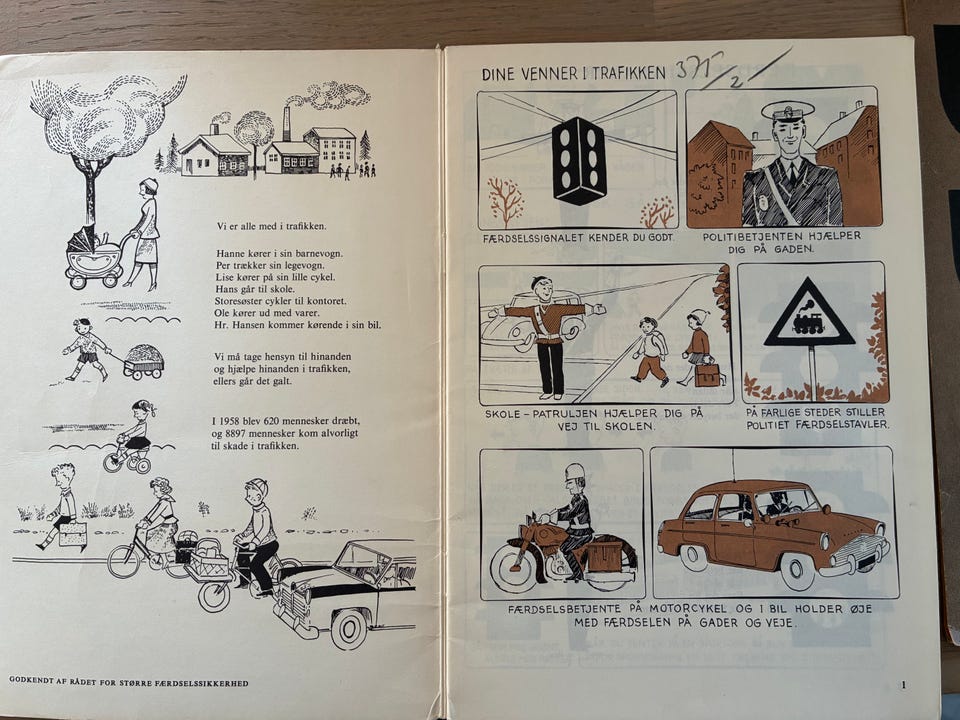 Vi er alle med i trafikken.
Hanne kører i sin barnevogn.
Per trækker sin legevogn.
Lise kører på sin lille cykel.
Hans går til skole.
Storesøster cykler til kontoret.
Ole kører ud med varer.
Hr. Hansen kommer kørende i sin bil.
Vi må tage hensyn til hinanden
og hjælpe hinanden i trafikken,
ellers går det galt.
I 1958 blev 620 mennesker dræbt,
og 8897 mennesker kom alvorligt
til skade i trafikken.
GODKENDT AF RÅDET FOR STØRRE FÆRDSELSSIKKERHED
DINE VENNER I TRAFIKKEN
FÆRDSELSSIGNALET KENDER DU GODT.
POLITIBETJENTEN HJÆLPER
DIG PÅ GADEN.
SKOLE-PATRULJEN HJÆLPER DIG PÅ
VEJ TIL SKOLEN.
PÅ FARLIGE STEDER STILLER
POLITIET FÆRDSELSTAVLER.
FÆRDSELSBETJENTE PÅ MOTORCYKEL OG I BIL HOLDER ØJE
MED FÆRDSELEN PÅ GADER OG VEJE.
1